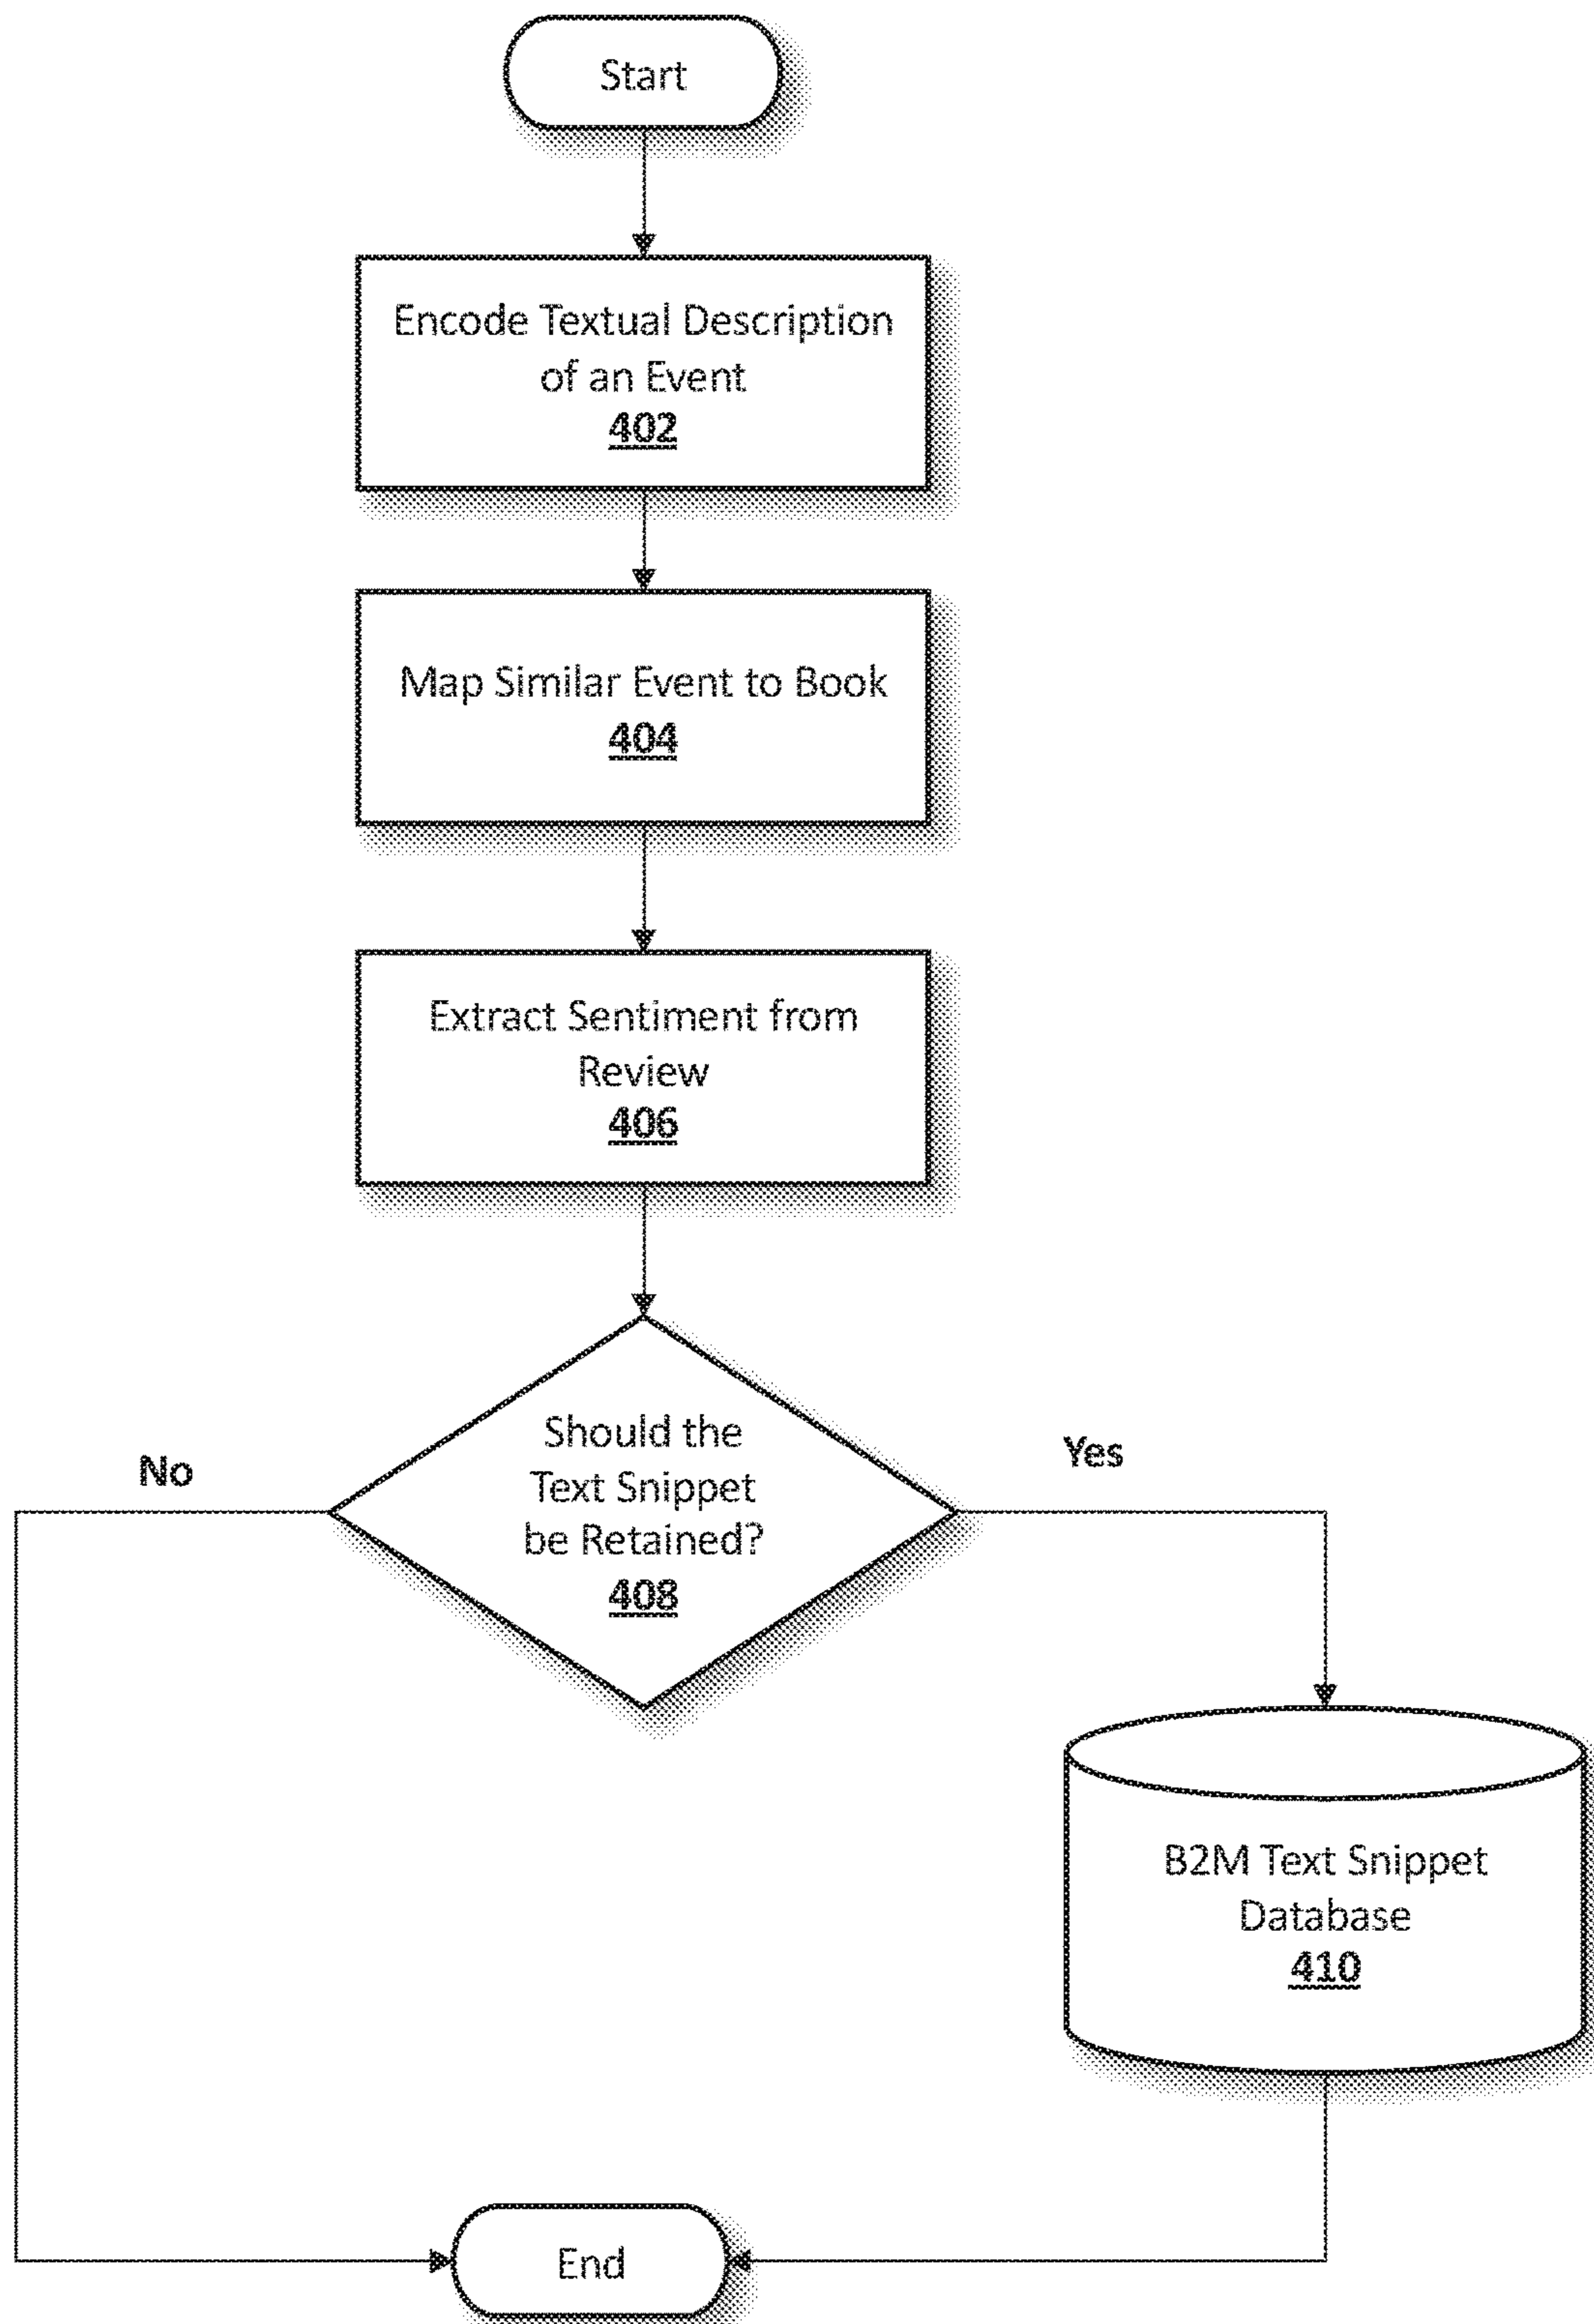 Start
Encode Textual Description
of an Event
402
Map Similar Event to Book
404
Extract Sentiment from
Review
406
Should the
Text Snippet
be Retained?
408
No
Yes
B2M Text Snippet
Database
410
End